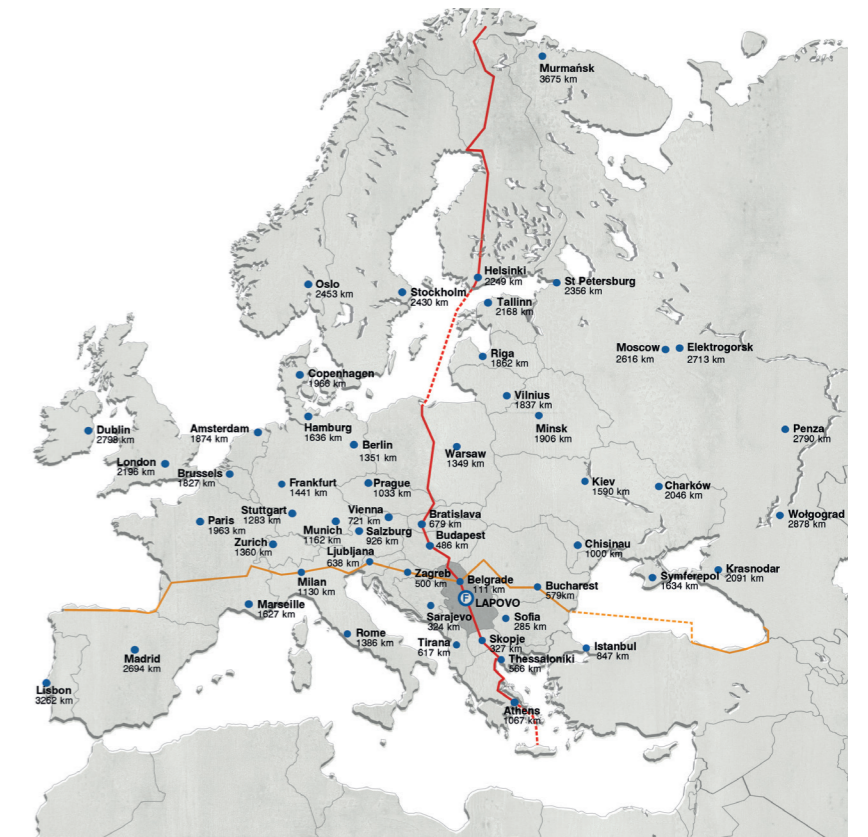 Murmańsk
3675 km
Helsinki
2249 km
Oslo
2453 km
Stockholm
2430 km
St Petersburg
2356 km
Tallinn
2168 km
Riga
1862 km
Moscow
2616 km
Elektrogorsk
2713 km
Copenhagen
1966 km
Vilnius
1837 km
Hamburg
1636 km
Minsk
1906 km
Dublin
2798 km
Amsterdam
1874 km
Penza
2790 km
Berlin
1351 km
Warsaw
1349 km
London
2196 km
Brussels
1827 km
Frankfurt
1441 km
Prague
1033 km
Kiev
1590 km
Charków
2046 km
Stuttgart
1283 km
Vienna
721 km
Bratislava
679 km
Wołgograd
2878 km
Paris
1963 km
Munich
1162 km
Salzburg
926 km
Budapest
486 km
Zurich
1360 km
Ljubljana
638 km
Chisinau
1000 km
Milan
1130 km
Zagreb
500 km
Belgrade
111 km
Bucharest
579km
Symferepol
1634 km
Krasnodar
2091 km
F
LAPOVO
Marseille
1627 km
Sarajevo
324 km
Sofia
285 km
Rome
1386 km
Tirana
617 km
Skopje
327 km
Istanbul
847 km
Madrid
2694 km
Thessaloniki
566 km
Lisbon
3262 km
Athens
1067 km